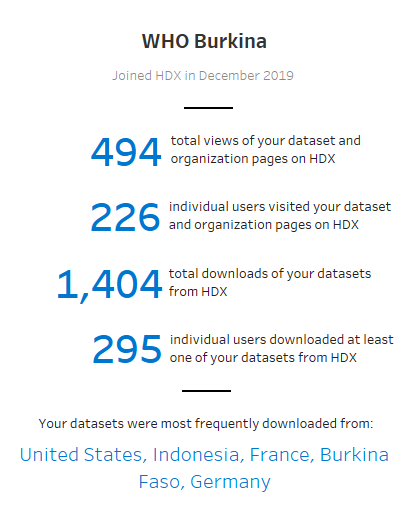 WHO Burkina
Joined HDX in December 2019
494 total views of your dataset and
organization pages on HDX
226 individual users visited your dataset
and organization pages on HDX
1,404 total downloads of your datasets
from HDX
295 individual users downloaded at least
one of your datasets from HDX
Your datasets were most frequently downloaded from:
United States, Indonesia, France, Burkina
Faso, Germany